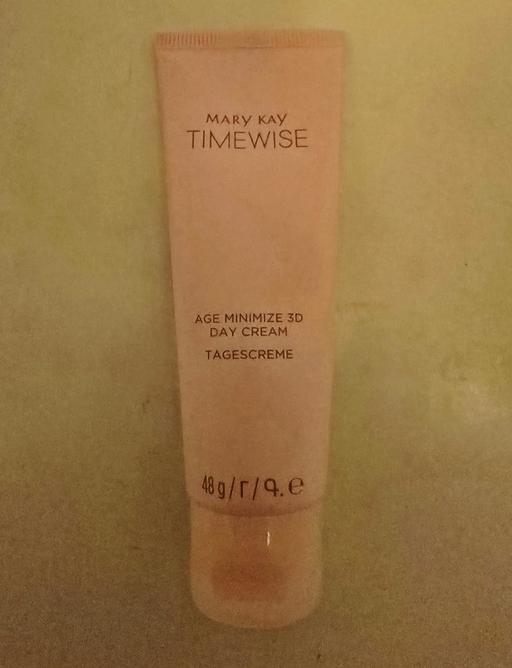 MARY KAY
TIMEWISE
AGE MINIMIZE 3D
DAY CREAM
TAGESCREME
48 g/г/գ. ℮